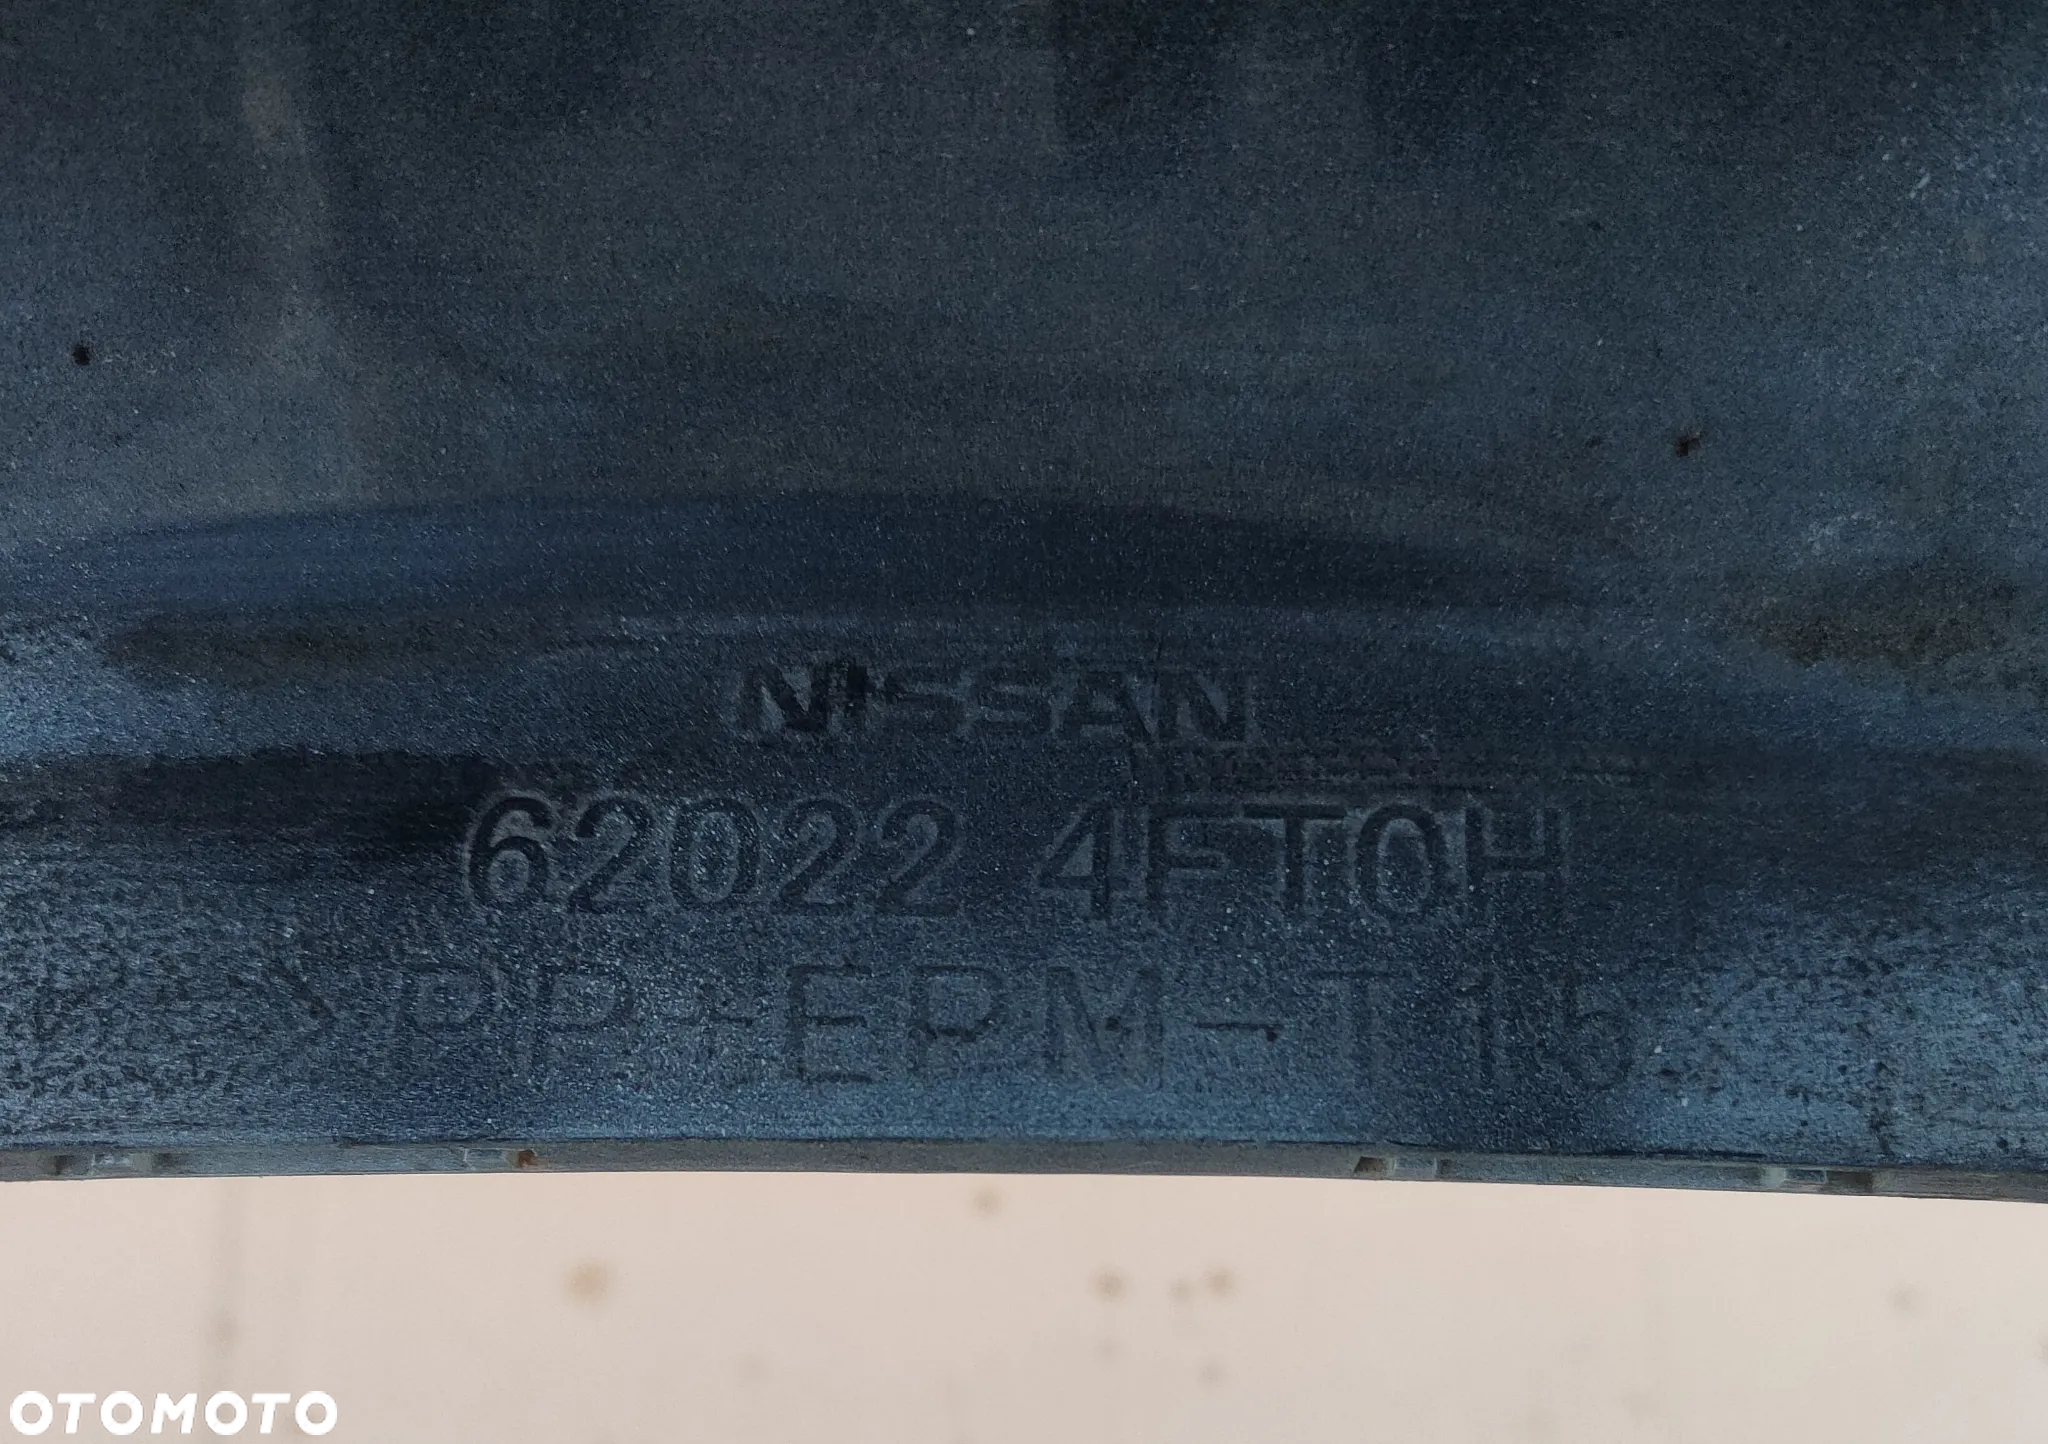 NISSAN
62022 4FT0H
>PP+EPM-T15
OTOMOTO